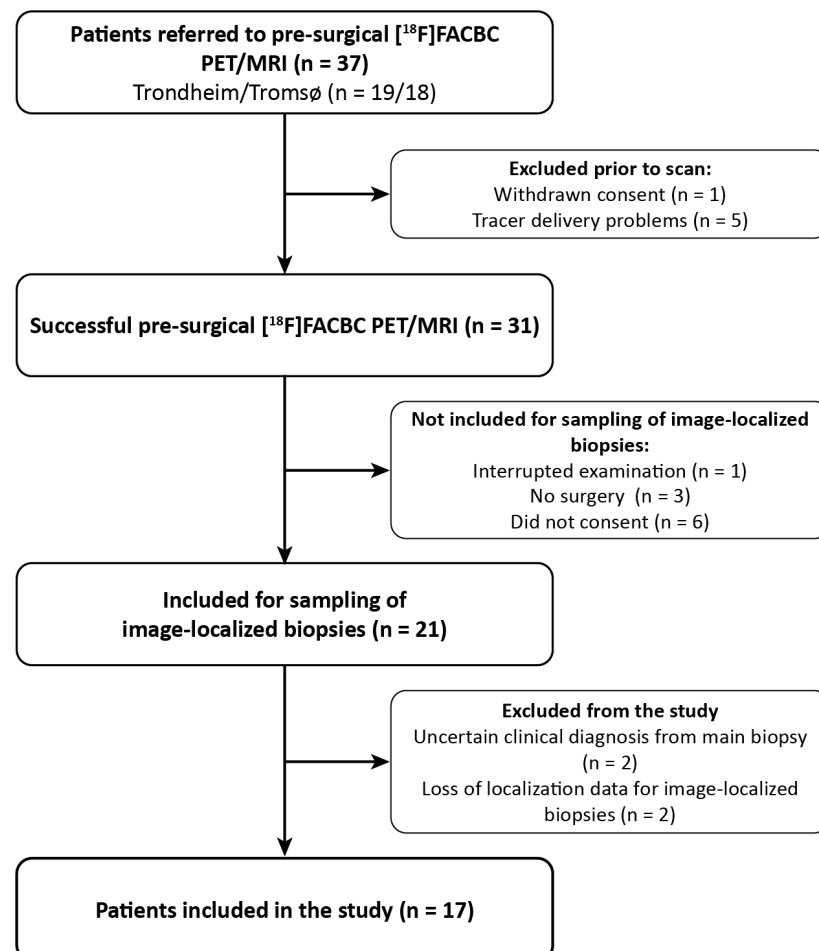 Patients referred to pre-surgical [¹⁸F]FACBC
PET/MRI (n = 37)
Trondheim/Tromsø (n = 19/18)
Excluded prior to scan:
Withdrawn consent (n = 1)
Tracer delivery problems (n = 5)
Successful pre-surgical [¹⁸F]FACBC PET/MRI (n = 31)
Not included for sampling of image-localized
biopsies:
Interrupted examination (n = 1)
No surgery (n = 3)
Did not consent (n = 6)
Included for sampling of
image-localized biopsies (n = 21)
Excluded from the study
Uncertain clinical diagnosis from main biopsy
(n = 2)
Loss of localization data for image-localized
biopsies (n = 2)
Patients included in the study (n = 17)